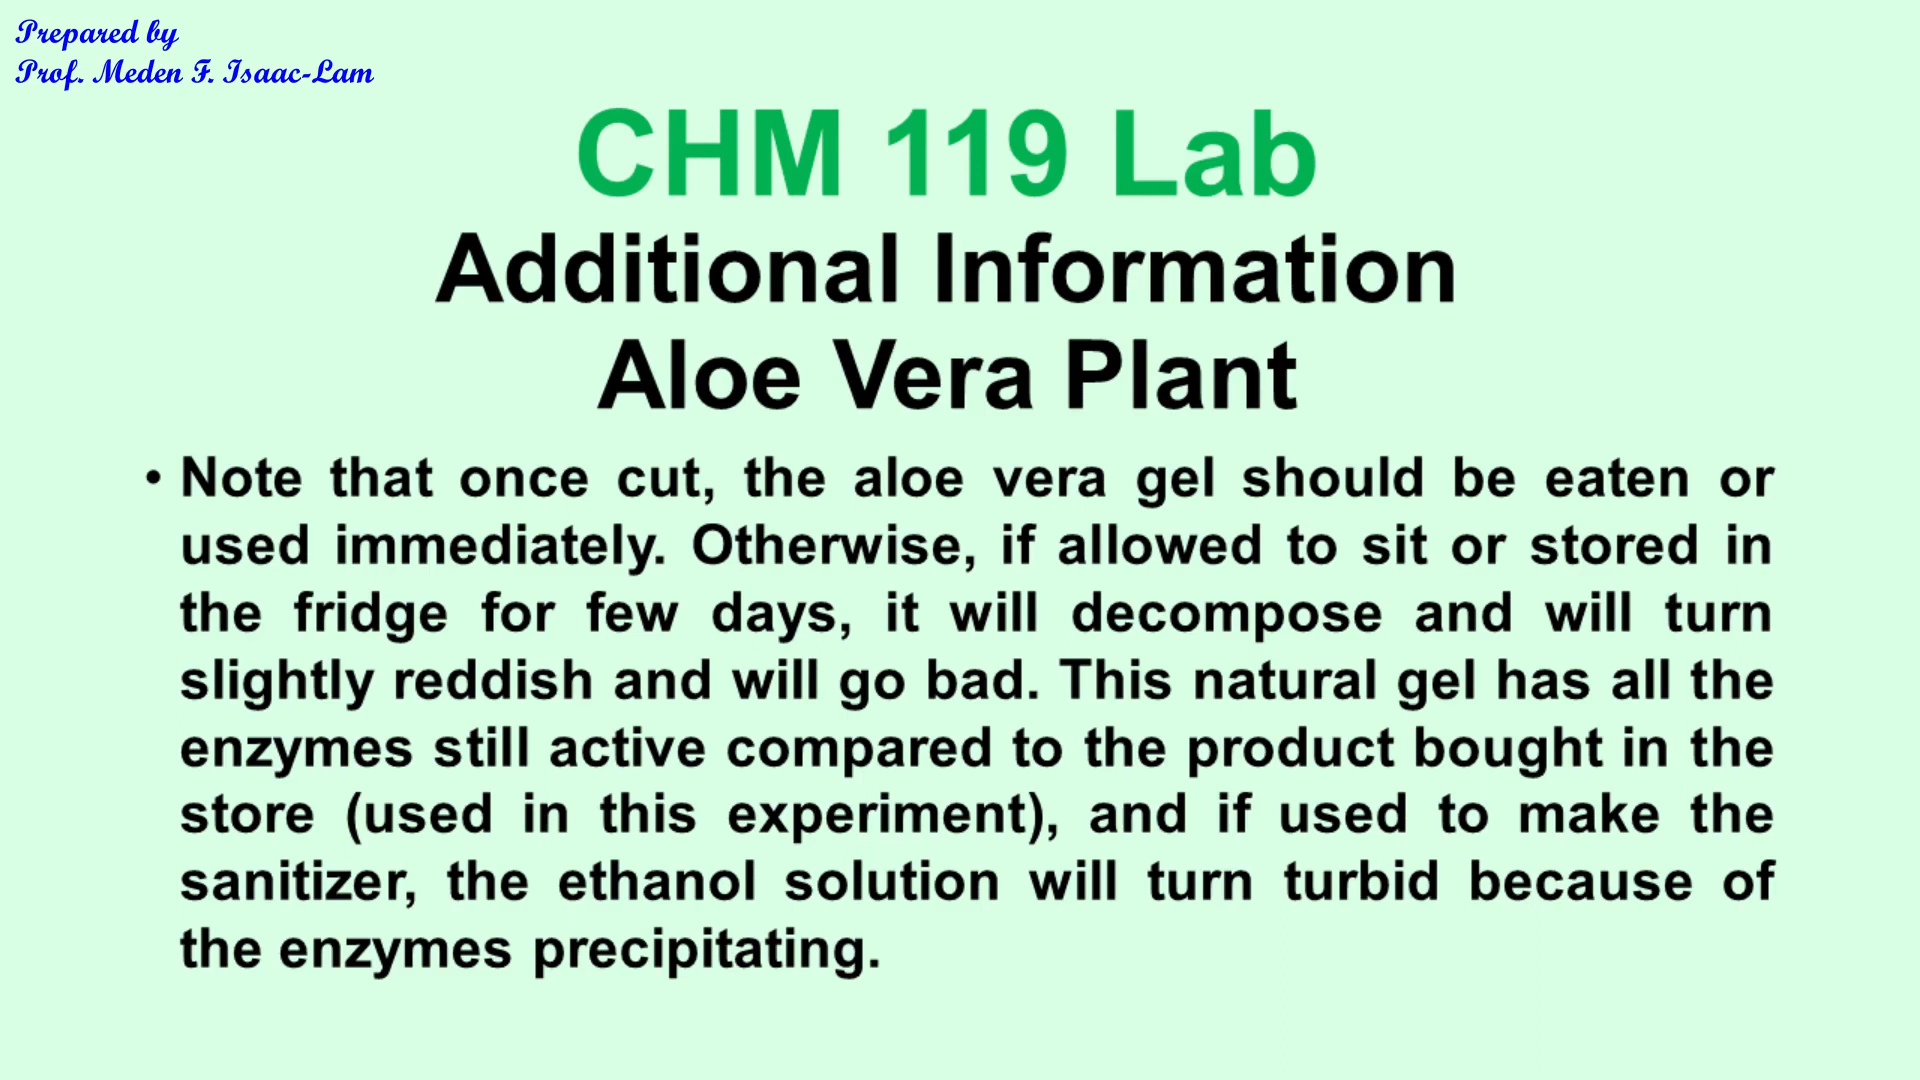 Prepared by
Prof. Meden F. Isaac-Lam
CHM 119 Lab
Additional Information
Aloe Vera Plant
• Note that once cut, the aloe vera gel should be eaten or
used immediately. Otherwise, if allowed to sit or stored in
the fridge for few days, it will decompose and will turn
slightly reddish and will go bad. This natural gel has all the
enzymes still active compared to the product bought in the
store (used in this experiment), and if used to make the
sanitizer, the ethanol solution will turn turbid because of
the enzymes precipitating.